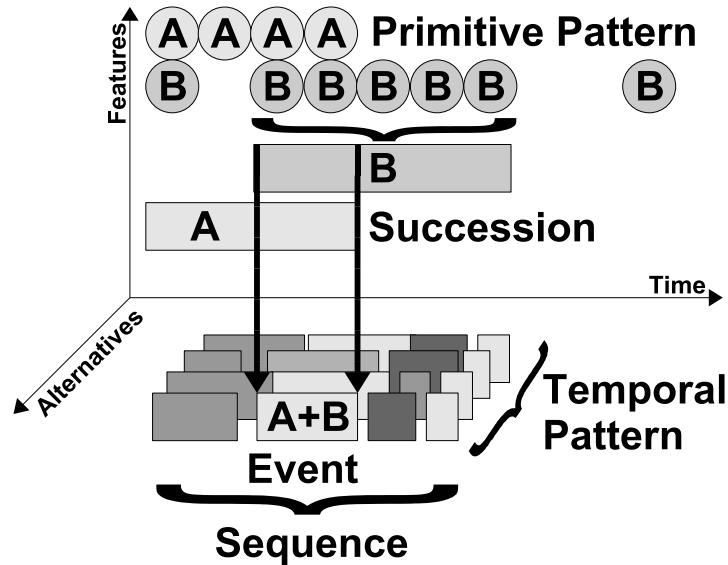 A A A A Primitive Pattern
B B B B B B B
Features
B
A Succession
Time
Alternatives
A+B
Temporal
Pattern
Event
Sequence